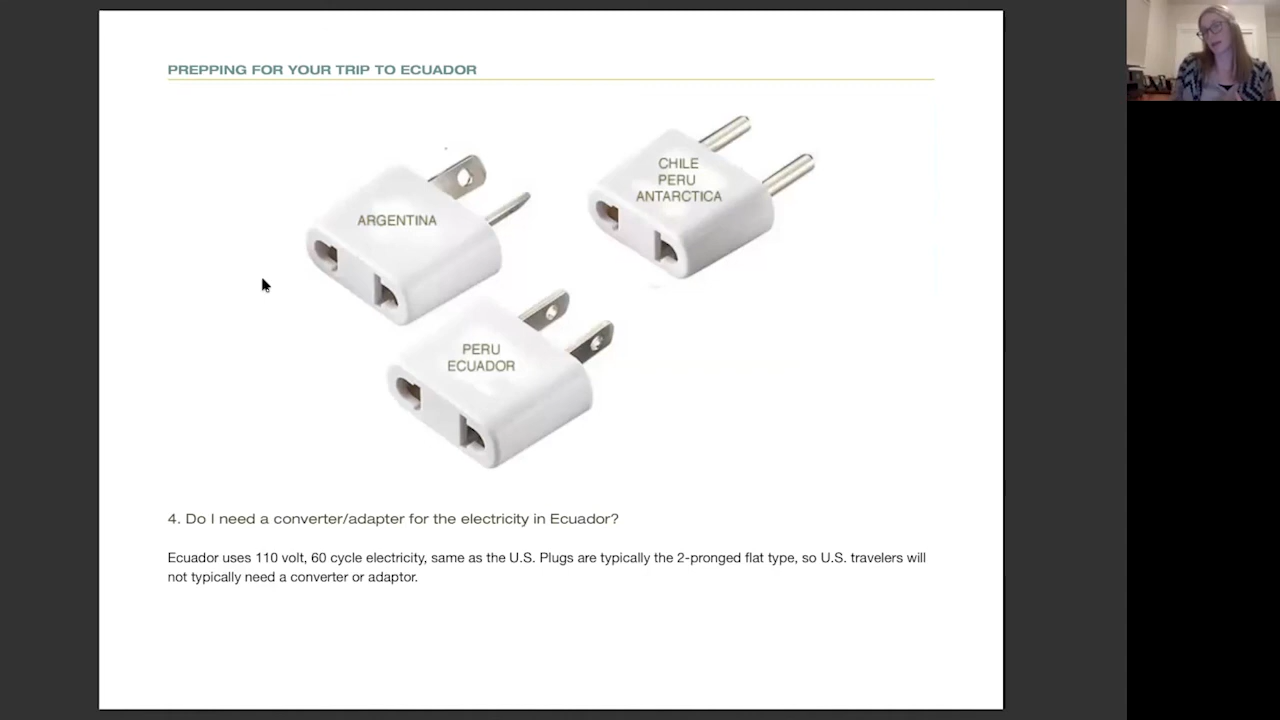 PREPPING FOR YOUR TRIP TO ECUADOR
ARGENTINA
CHILE
PERU
ANTARCTICA
PERU
ECUADOR
4. Do I need a converter/adapter for the electricity in Ecuador?
Ecuador uses 110 volt, 60 cycle electricity, same as the U.S. Plugs are typically the 2-pronged flat type, so U.S. travelers will
not typically need a converter or adaptor.